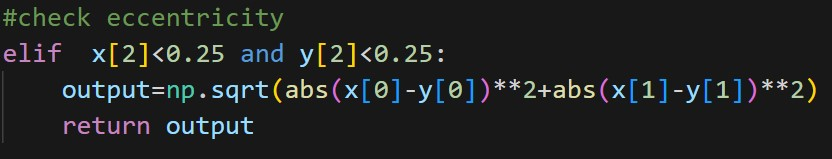 #check eccentricity
elif  x[2]<0.25 and y[2]<0.25:
    output=np.sqrt(abs(x[0]-y[0])**2+abs(x[1]-y[1])**2)
    return output